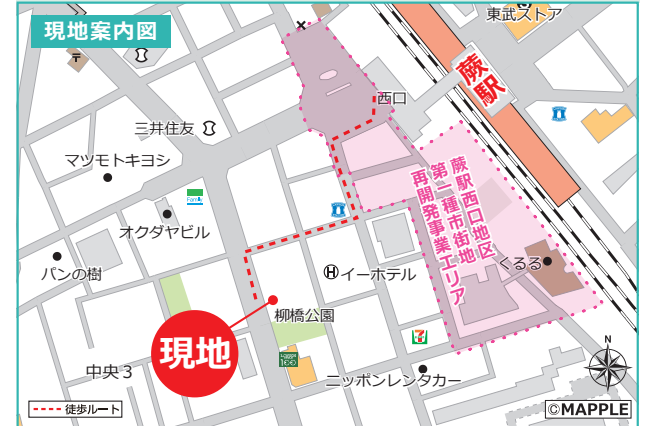 現地案内図
東武ストア
蕨駅
西口
三井住友
マツモトキヨシ
Family
オクダヤビル
蕨駅西口地区
第一種市街地
再開発事業エリア
くるる
パンの樹
イーホテル
柳橋公園
現地
中央3
100
ニッポンレンタカー
N
徒歩ルート
©MAPPLE